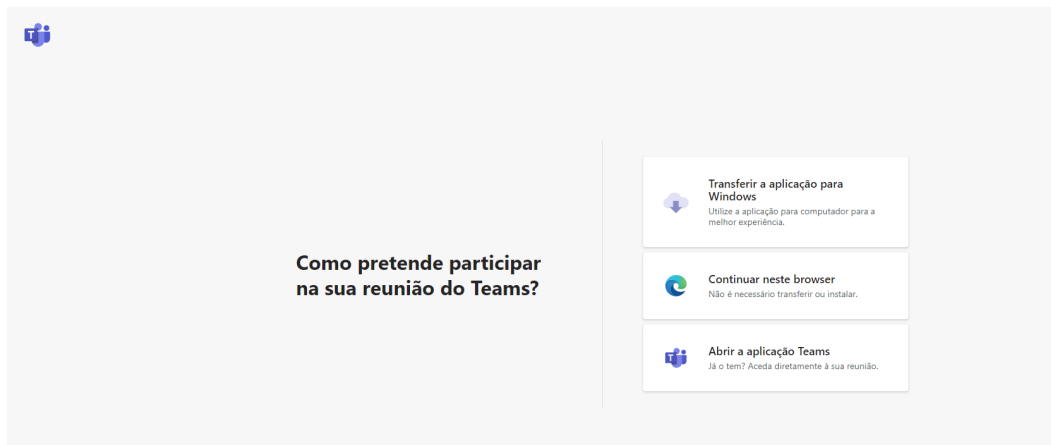 Como pretende participar
na sua reunião do Teams?
Transferir a aplicação para
Windows
Utilize a aplicação para computador para a
melhor experiência.
Continuar neste browser
Não é necessário transferir ou instalar.
Abrir a aplicação Teams
Já o tem? Aceda diretamente à sua reunião.